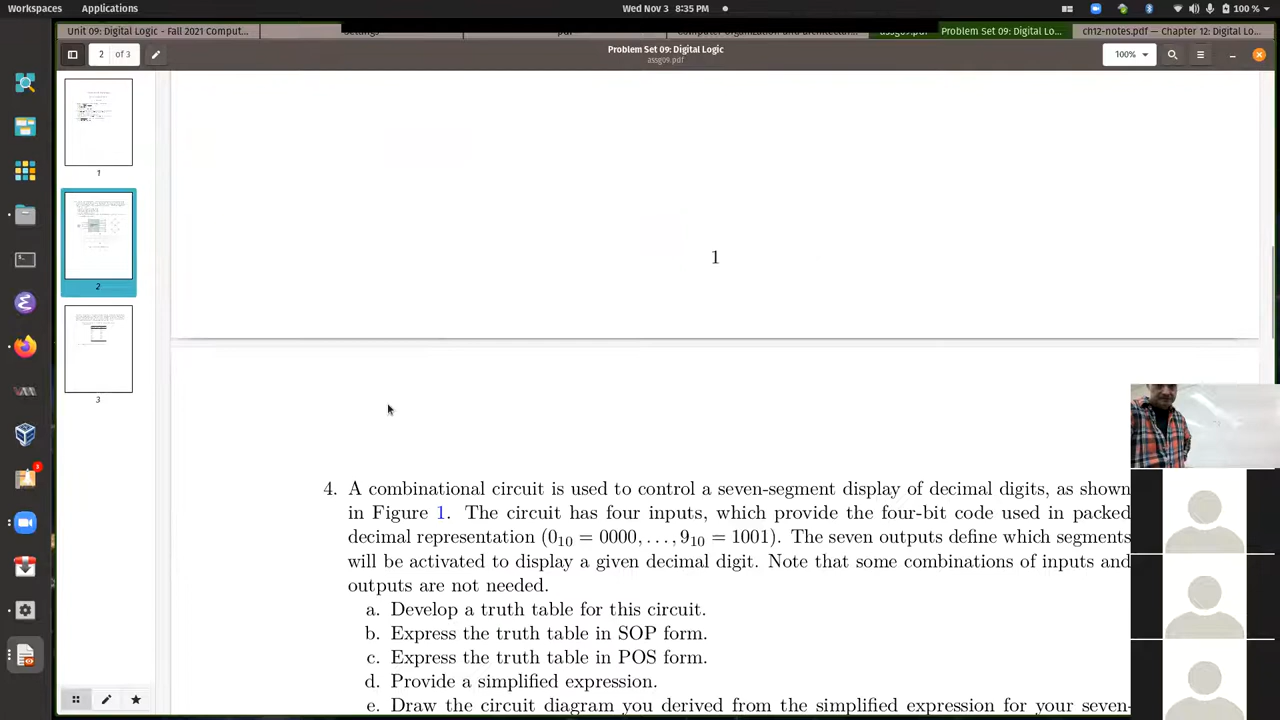 Workspaces Applications Wed Nov 3 8:35 PM 100 %
Unit 09: Digital Logic - Fall 2021 Comput... Problem Set 09: Digital Lo... ch12-notes.pdf — Chapter 12: Digital Lo...
2 of 3 Problem Set 09: Digital Logic 100%
assg09.pdf
1
2
3
1
4. A combinational circuit is used to control a seven-segment display of decimal digits, as shown
in Figure 1. The circuit has four inputs, which provide the four-bit code used in packed
decimal representation (0₁₀ = 0000, . . . , 9₁₀ = 1001). The seven outputs define which segments
will be activated to display a given decimal digit. Note that some combinations of inputs and
outputs are not needed.
a. Develop a truth table for this circuit.
b. Express the truth table in SOP form.
c. Express the truth table in POS form.
d. Provide a simplified expression.
e. Draw the circuit diagram you derived from the simplified expression for your seven-